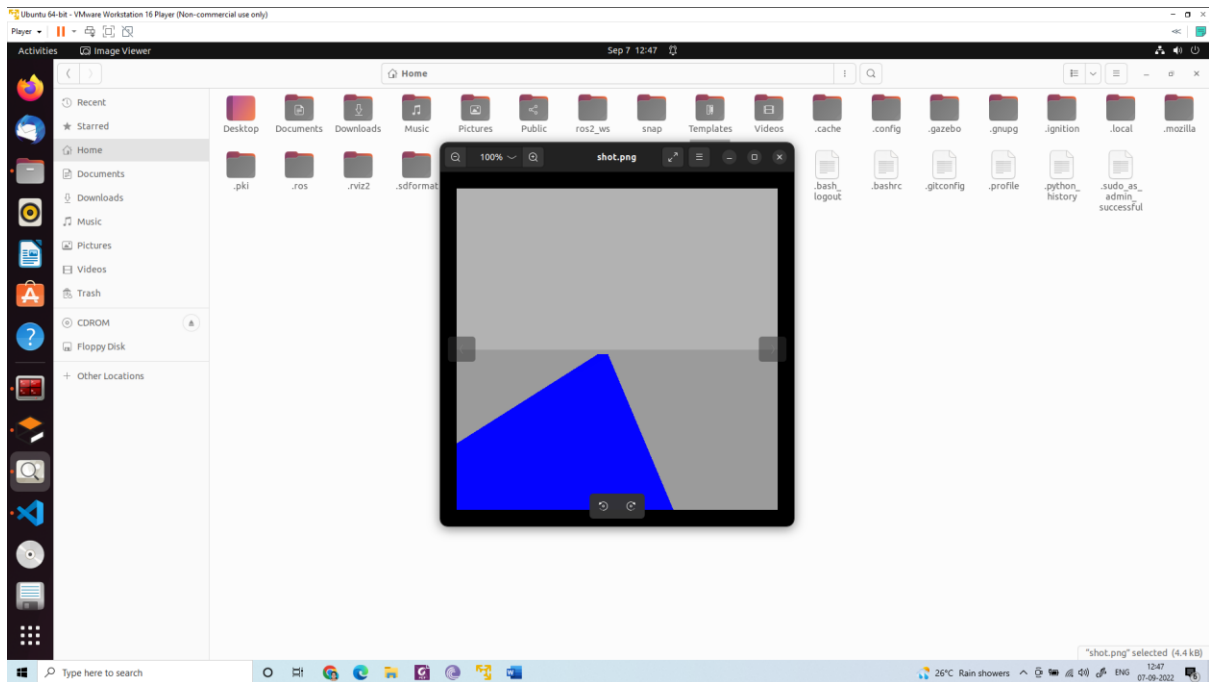 Ubuntu 64-bit - VMware Workstation 16 Player (Non-commercial use only)
Player
Activities Image Viewer Sep 7 12:47
Home
Recent
Starred
Home
Documents
Downloads
Music
Pictures
Videos
Trash
CDROM
Floppy Disk
Other Locations
Desktop Documents Downloads Music Pictures Public ros2_ws snap Templates Videos .cache .config .gazebo .gnupg .ignition .local .mozilla
.pki .ros .rviz2 .sdformat .bash_ .bashrc .gitconfig .profile .python_ .sudo_as_
logout history admin_
successful
100% shot.png
"shot.png" selected (4.4 kB)
Type here to search 26°C Rain showers ENG 12:47
07-09-2022